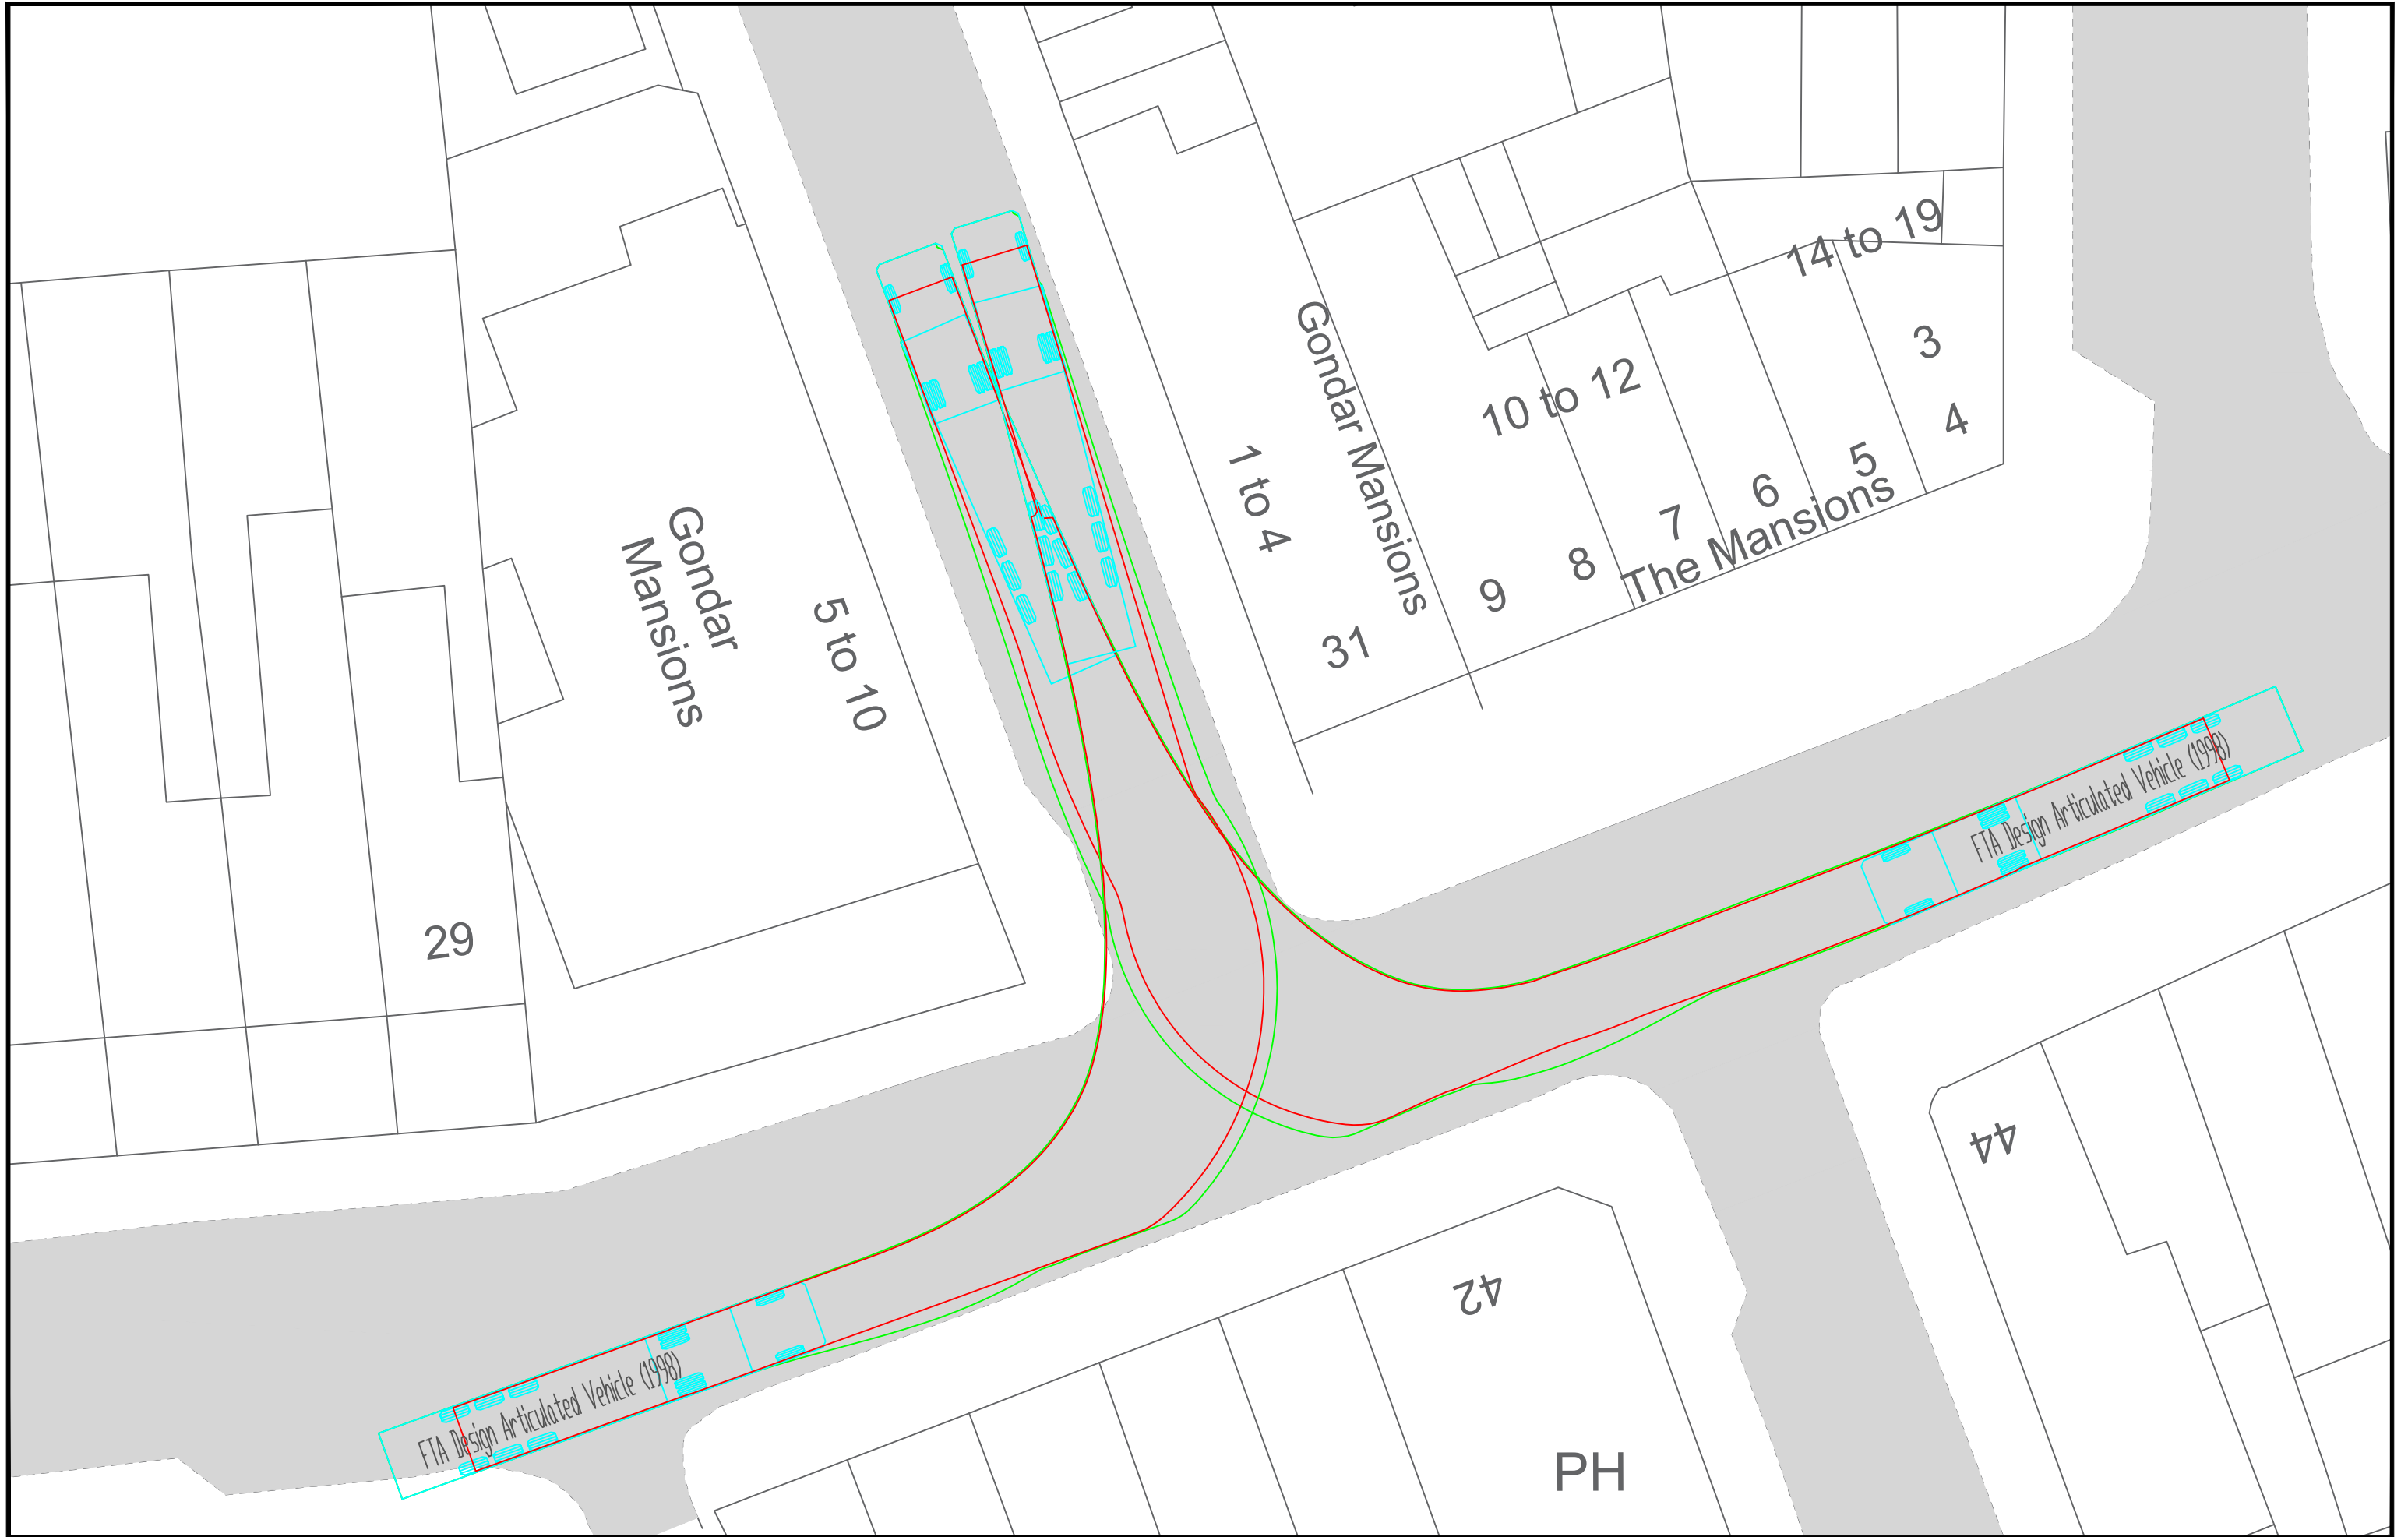 14 to 19
3
10 to 12
4
5
6
7
8
9
The Mansions
Gondar Mansions
1 to 4
31
Gondar
Mansions
5 to 10
29
FTA Design Articulated Vehicle (1998)
44
42
FTA Design Articulated Vehicle (1998)
PH